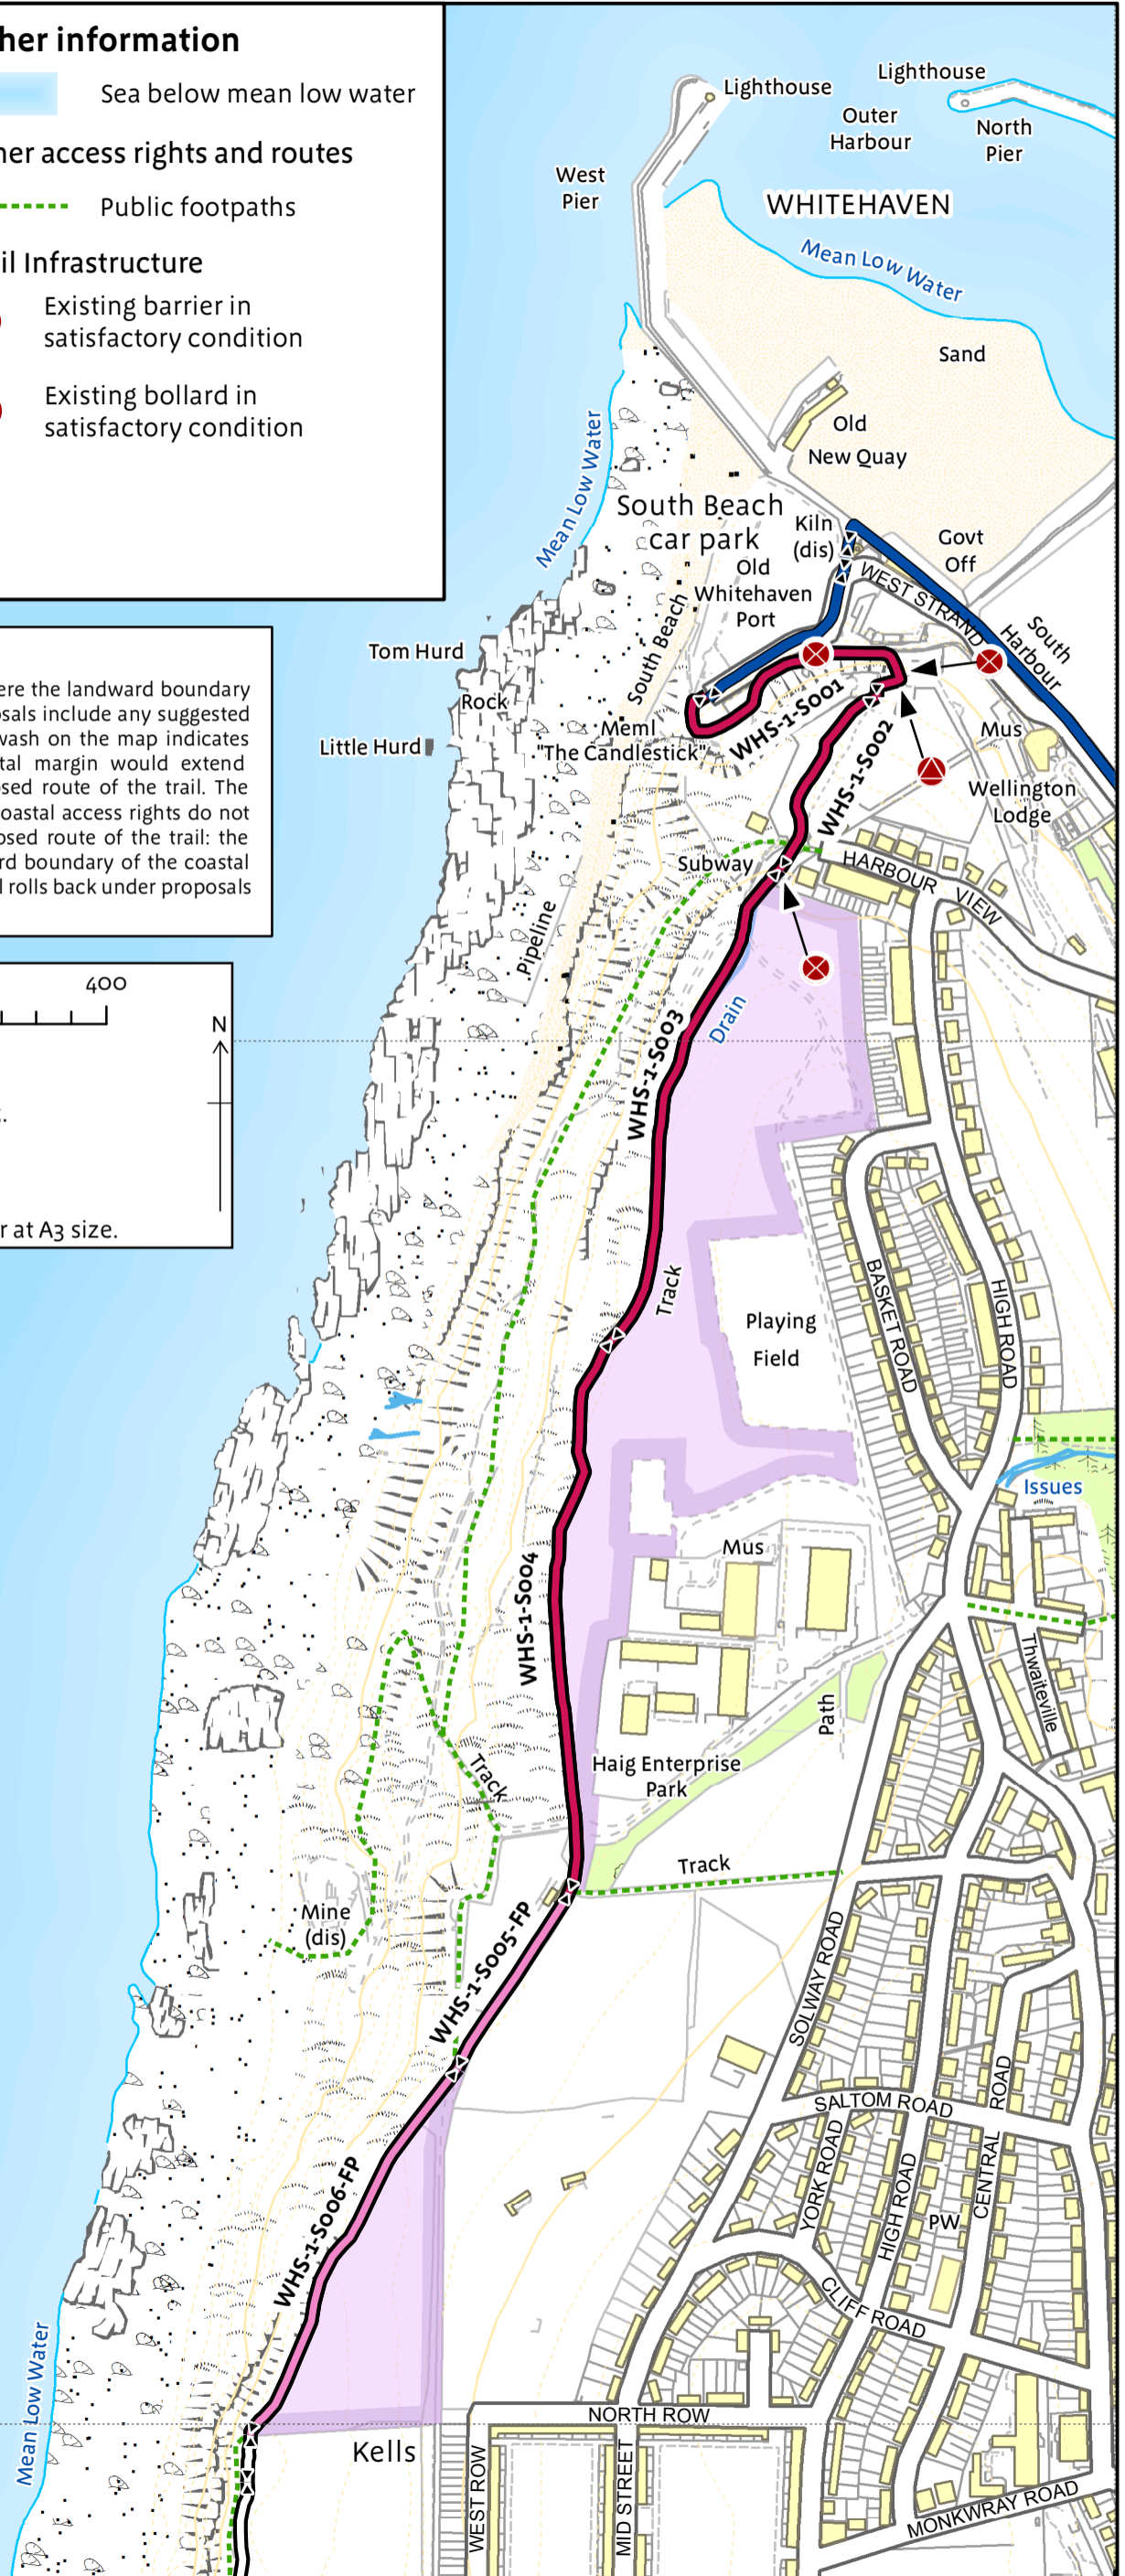 her information
Sea below mean low water
her access rights and routes
Public footpaths
il Infrastructure
Existing barrier in
satisfactory condition
Existing bollard in
satisfactory condition
ere the landward boundary
osals include any suggested
wash on the map indicates
tal margin would extend
osed route of the trail. The
oastal access rights do not
osed route of the trail: the
rd boundary of the coastal
l rolls back under proposals
400
N
r at A3 size.
Lighthouse
Lighthouse
Outer
Harbour
North
Pier
West
Pier
WHITEHAVEN
Mean Low Water
Sand
Old
New Quay
Mean Low Water
South Beach
car park
Kiln
(dis)
Govt
Off
Old
Whitehaven
Port
WEST STRAND
South
Harbour
South Beach
Tom Hurd
Rock
Little Hurd
Meml
"The Candlestick"
WHS-1-S001
WHS-1-S002
Mus
Wellington
Lodge
Subway
HARBOUR VIEW
Pipeline
Drain
WHS-1-S003
Track
Playing
Field
BASKET ROAD
HIGH ROAD
Issues
Mus
WHS-1-S004
Thwaiteville
Path
Haig Enterprise
Park
Track
Track
Mine
(dis)
WHS-1-S005-FP
SOLWAY ROAD
SALTOM ROAD
YORK ROAD
HIGH ROAD
CENTRAL ROAD
PW
WHS-1-S006-FP
CLIFF ROAD
Mean Low Water
NORTH ROW
Kells
WEST ROW
MID STREET
MONKWRAY ROAD